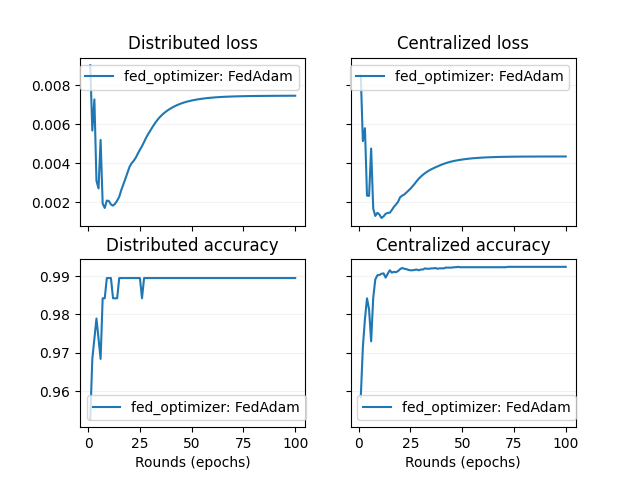 Distributed loss
Centralized loss
fed_optimizer: FedAdam
fed_optimizer: FedAdam
0.008
0.006
0.004
0.002
Distributed accuracy
Centralized accuracy
0.99
0.98
0.97
0.96
fed_optimizer: FedAdam
fed_optimizer: FedAdam
0 25 50 75 100
0 25 50 75 100
Rounds (epochs)
Rounds (epochs)